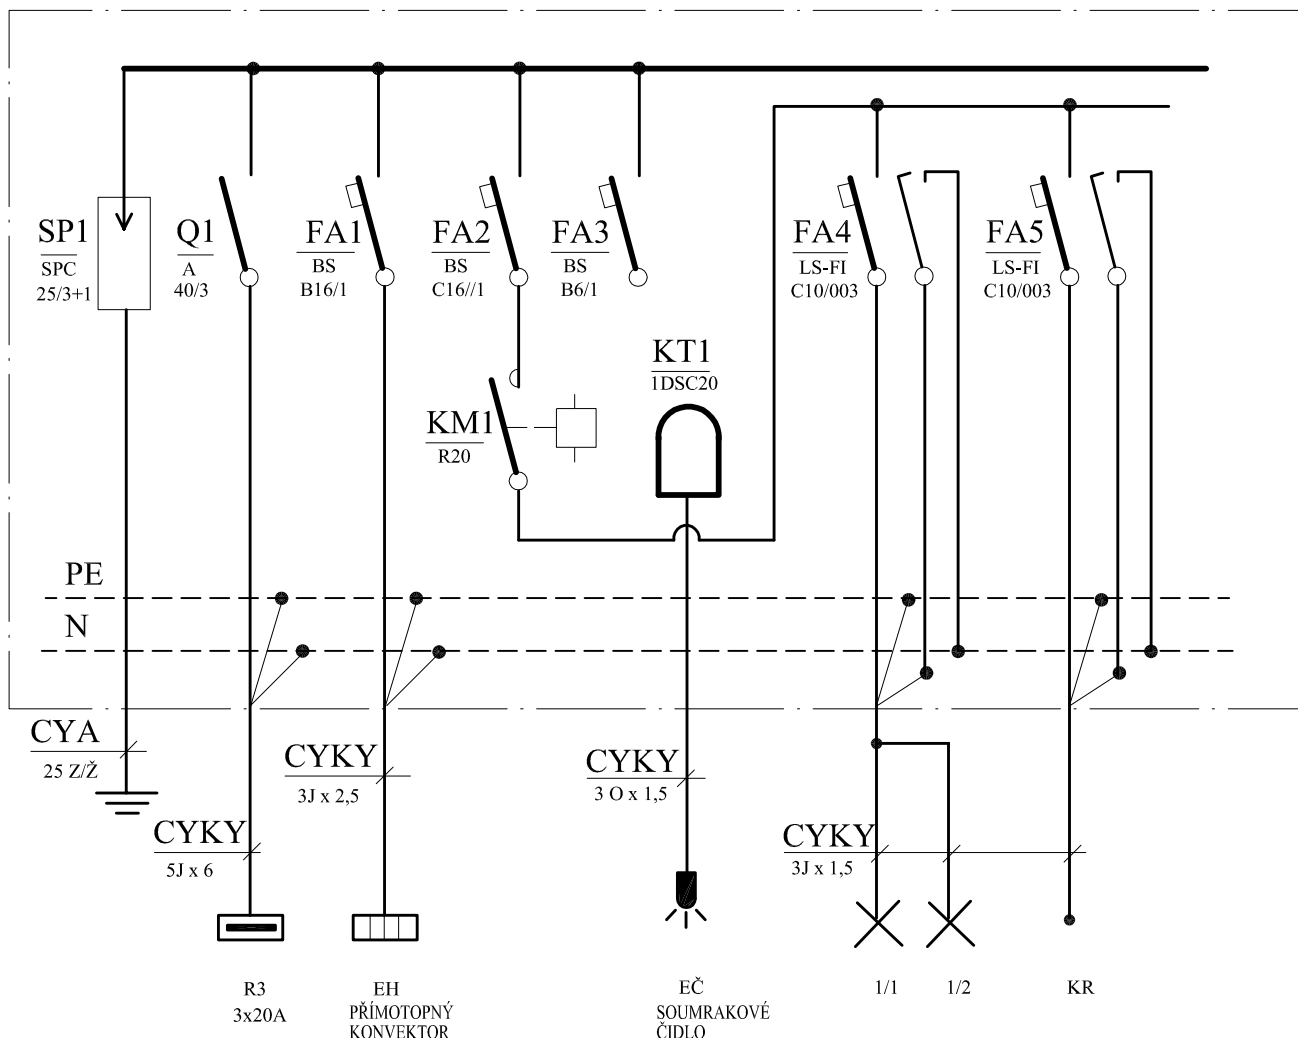 SP1
SPC
25/3+1
Q1
A
40/3
FA1
BS
B16/1
FA2
BS
C16//1
FA3
BS
B6/1
FA4
LS-FI
C10/003
FA5
LS-FI
C10/003
KT1
1DSC20
KM1
R20
PE
N
CYA
25 Z/Ž
CYKY
5J x 6
CYKY
3J x 2,5
CYKY
3 O x 1,5
CYKY
3J x 1,5
R3
3x20A
EH
PŘÍMOTOPNÝ
KONVEKTOR
EČ
SOUMRAKOVÉ
ČIDLO
1/1
1/2
KR